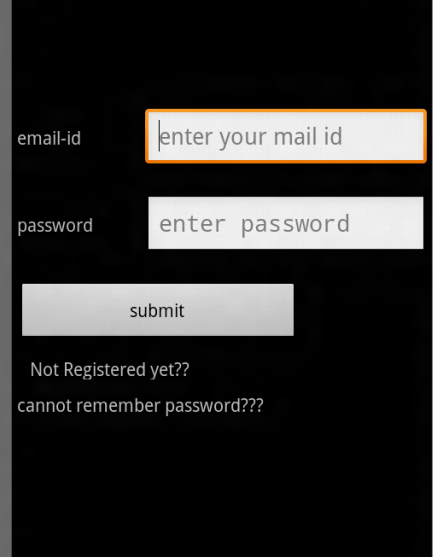 email-id enter your mail id
password enter password
submit
Not Registered yet??
cannot remember password???